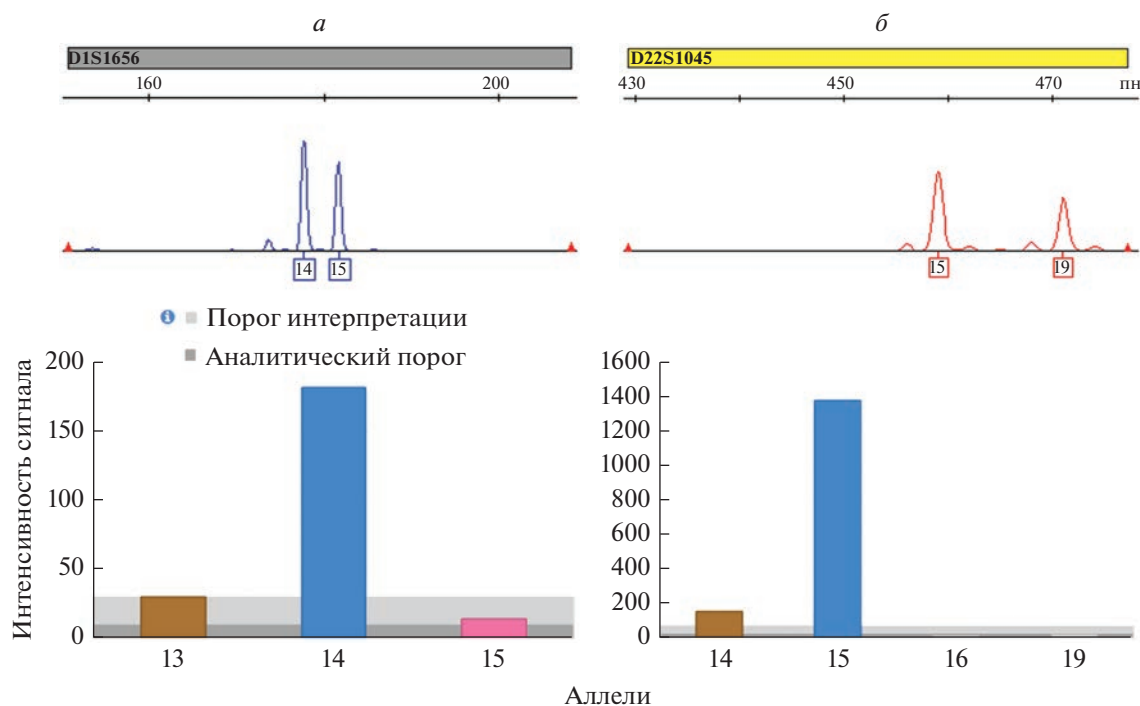 а
D1S1656
160 200
14 15
б
D22S1045
430 450 470 пн
15 19
Порог интерпретации
Аналитический порог
Интенсивность сигнала
200
150
100
50
0
13 14 15
1600
1400
1200
1000
800
600
400
200
0
14 15 16 19
Аллели